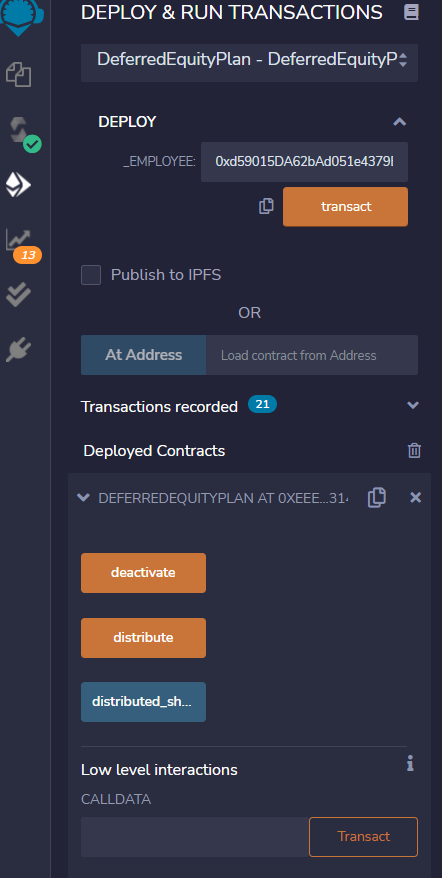 DEPLOY & RUN TRANSACTIONS
DeferredEquityPlan - DeferredEquityP
DEPLOY
_EMPLOYEE: 0xd59015DA62bAd051e4379
transact
Publish to IPFS
OR
At Address Load contract from Address
13
Transactions recorded 21
Deployed Contracts
DEFERREDEQUITYPLAN AT 0XEEE...314
deactivate
distribute
distributed_sh...
Low level interactions
CALLDATA
Transact